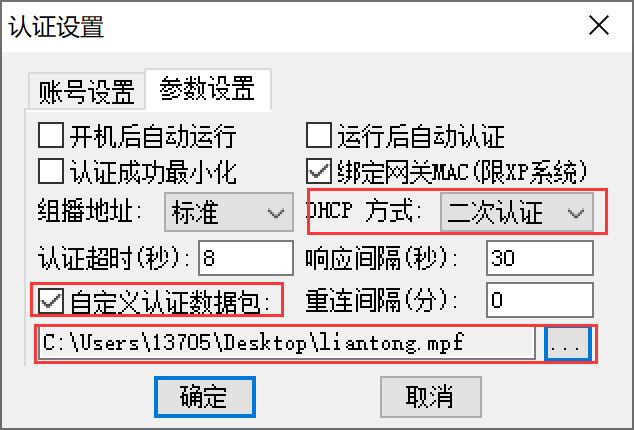 认证设置
账号设置 参数设置
开机后自动运行 运行后自动认证
认证成功最小化 绑定网关MAC(限XP系统)
组播地址: 标准 DHCP 方式: 二次认证
认证超时(秒): 8 响应间隔(秒): 30
自定义认证数据包: 重连间隔(分): 0
C:\Users\13705\Desktop\liantong.mpf ...
确定 取消